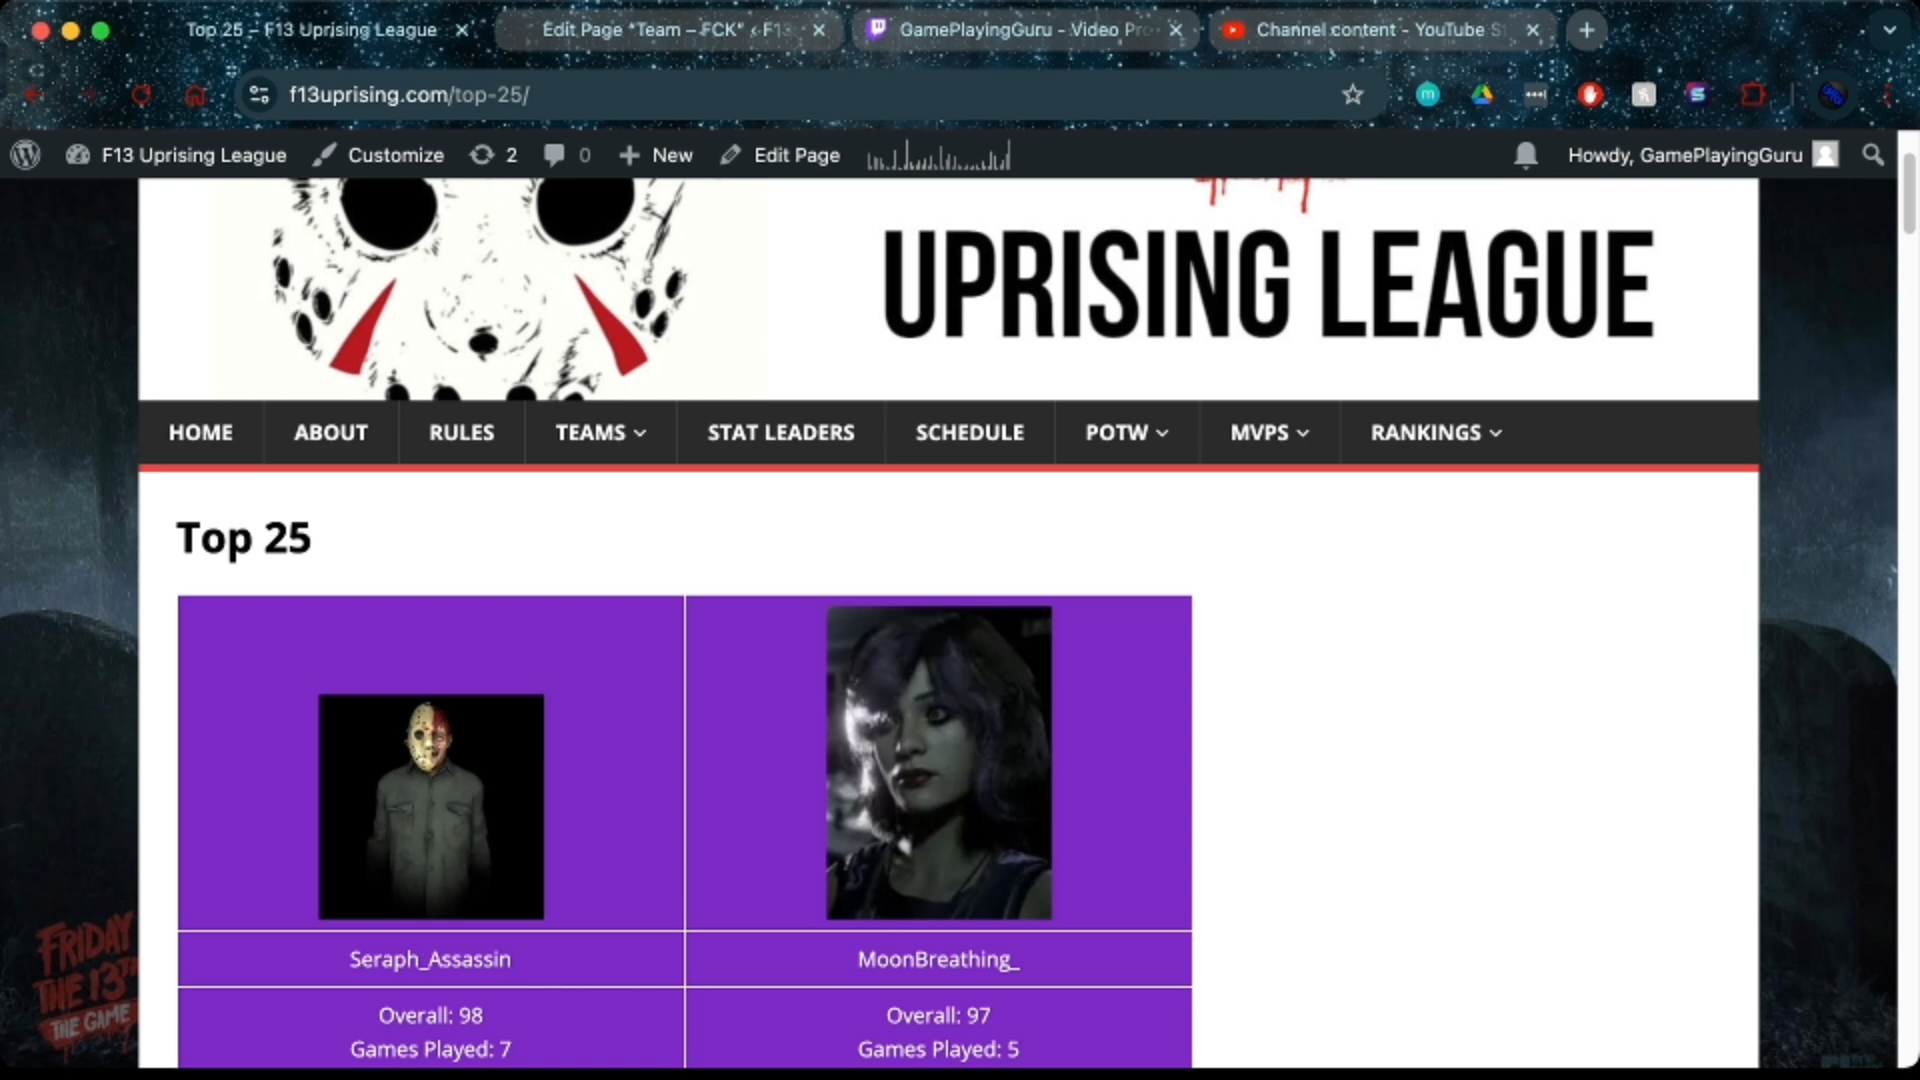 Top 25 – F13 Uprising League
Edit Page "Team – FCK" ‹ F13
GamePlayingGuru - Video Pro
Channel content - YouTube S
f13uprising.com/top-25/
F13 Uprising League
Customize
2
0
New
Edit Page
Howdy, GamePlayingGuru
UPRISING LEAGUE
HOME
ABOUT
RULES
TEAMS
STAT LEADERS
SCHEDULE
POTW
MVPS
RANKINGS
Top 25
Seraph_Assassin
MoonBreathing_
Overall: 98
Games Played: 7
Overall: 97
Games Played: 5
FRIDAY
THE 13TH
THE GAME